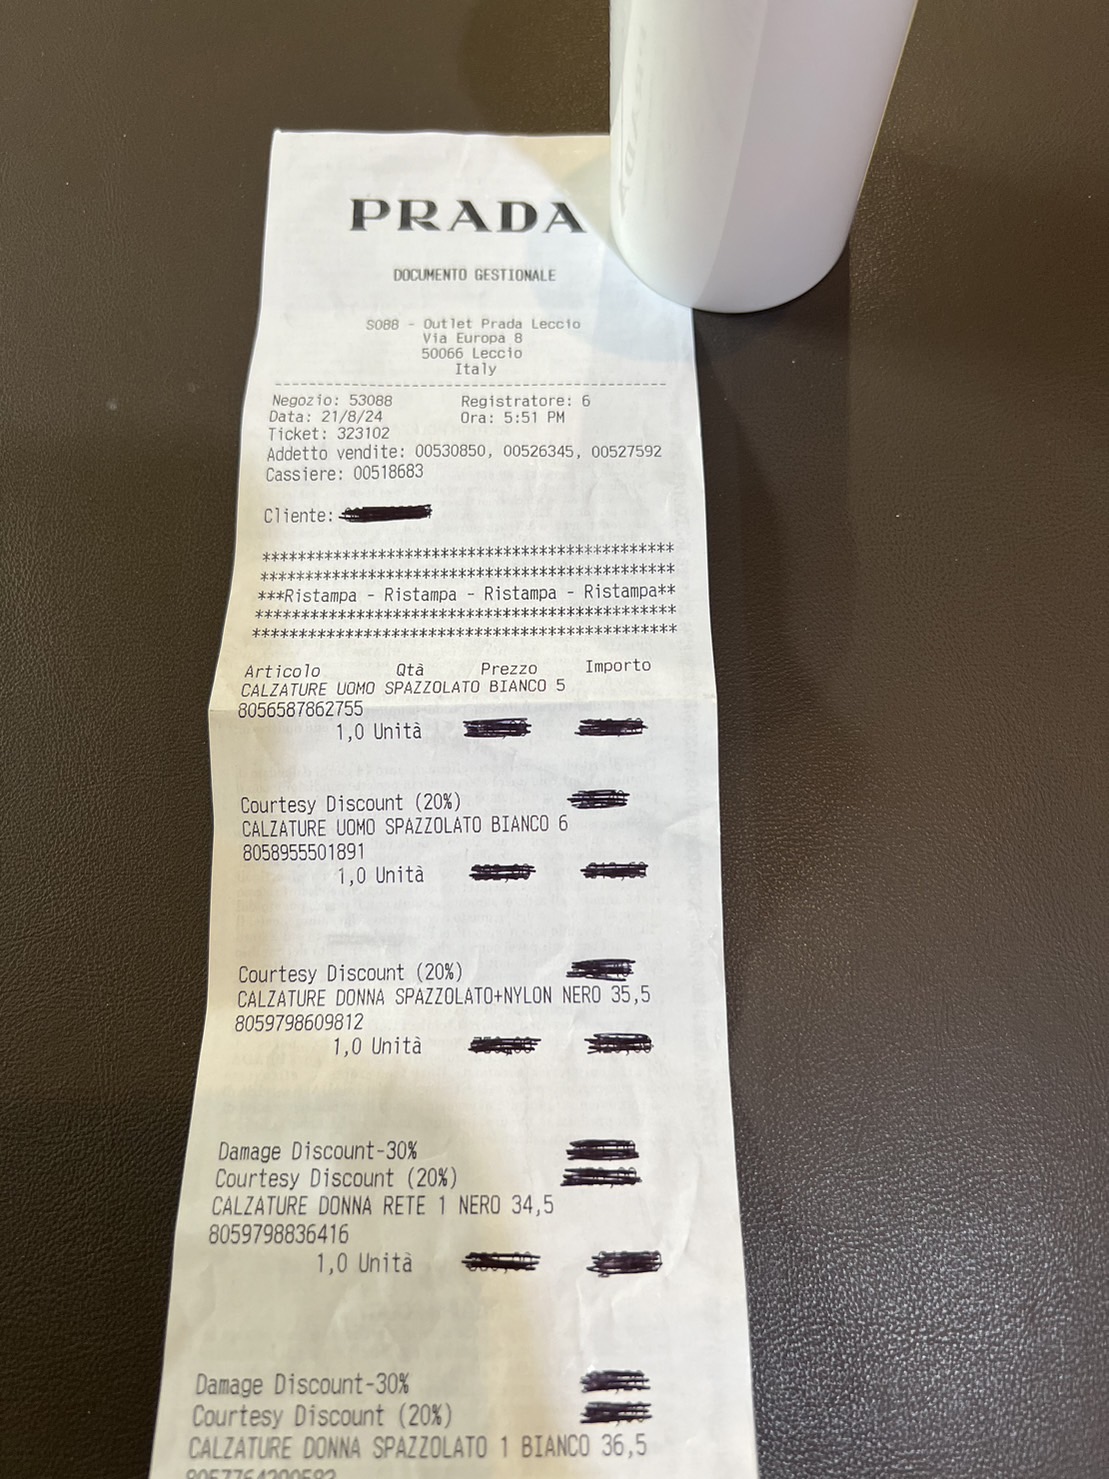 PRADA
DOCUMENTO GESTIONALE
SO88 - Outlet Prada Leccio
Via Europa 8
50066 Leccio
Italy
Negozio: 53088 Registratore: 6
Data: 21/8/24 Ora: 5:51 PM
Ticket: 323102
Addetto vendite: 00530850, 00526345, 00527592
Cassiere: 00518683
Cliente:
******************************************
******************************************
***Ristampa - Ristampa - Ristampa - Ristampa**
******************************************
******************************************
Articolo Qtà Prezzo Importo
CALZATURE UOMO SPAZZOLATO BIANCO 5
8056587862755
1,0 Unità
Courtesy Discount (20%)
CALZATURE UOMO SPAZZOLATO BIANCO 6
8058955501891
1,0 Unità
Courtesy Discount (20%)
CALZATURE DONNA SPAZZOLATO+NYLON NERO 35,5
8059798609812
1,0 Unità
Damage Discount-30%
Courtesy Discount (20%)
CALZATURE DONNA RETE 1 NERO 34,5
8059798836416
1,0 Unità
Damage Discount-30%
Courtesy Discount (20%)
CALZATURE DONNA SPAZZOLATO 1 BIANCO 36,5